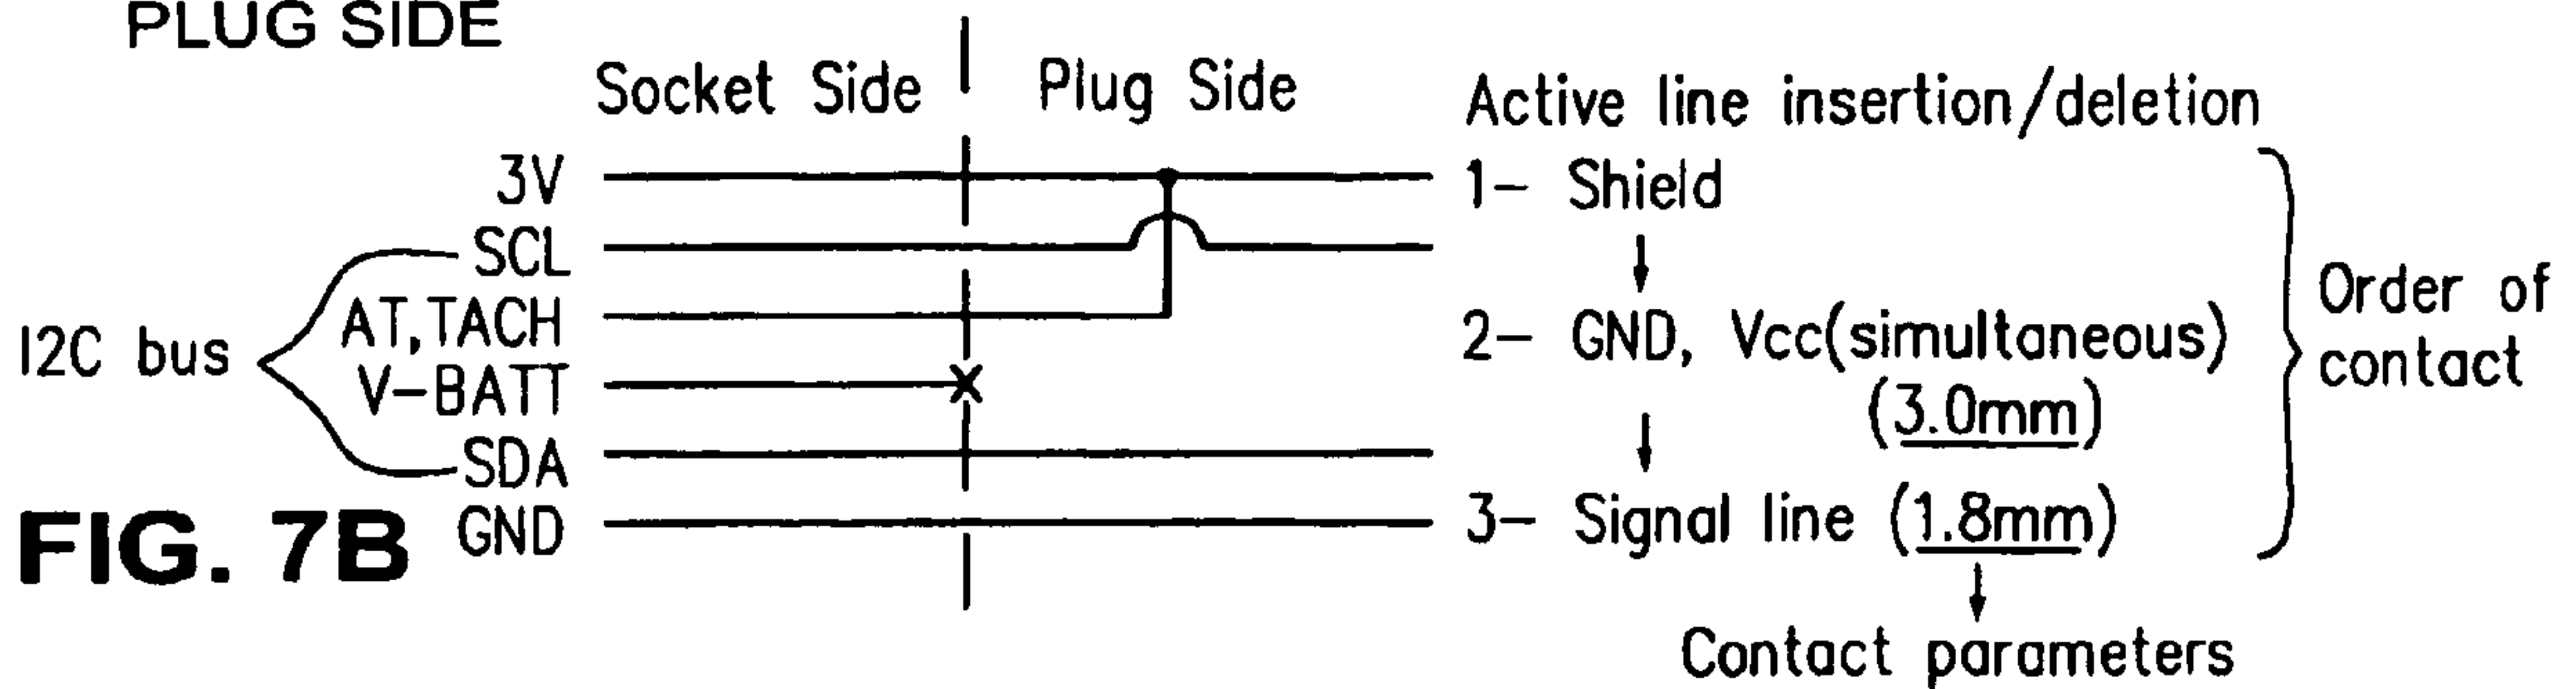 PLUG SIDE
Socket Side
Plug Side
3V
SCL
AT,TACH
I2C bus
V-BATT
SDA
GND
FIG. 7B
Active line insertion/deletion
1- Shield
2- GND, Vcc(simultaneous)
(3.0mm)
3- Signal line (1.8mm)
Contact parameters
Order of
contact